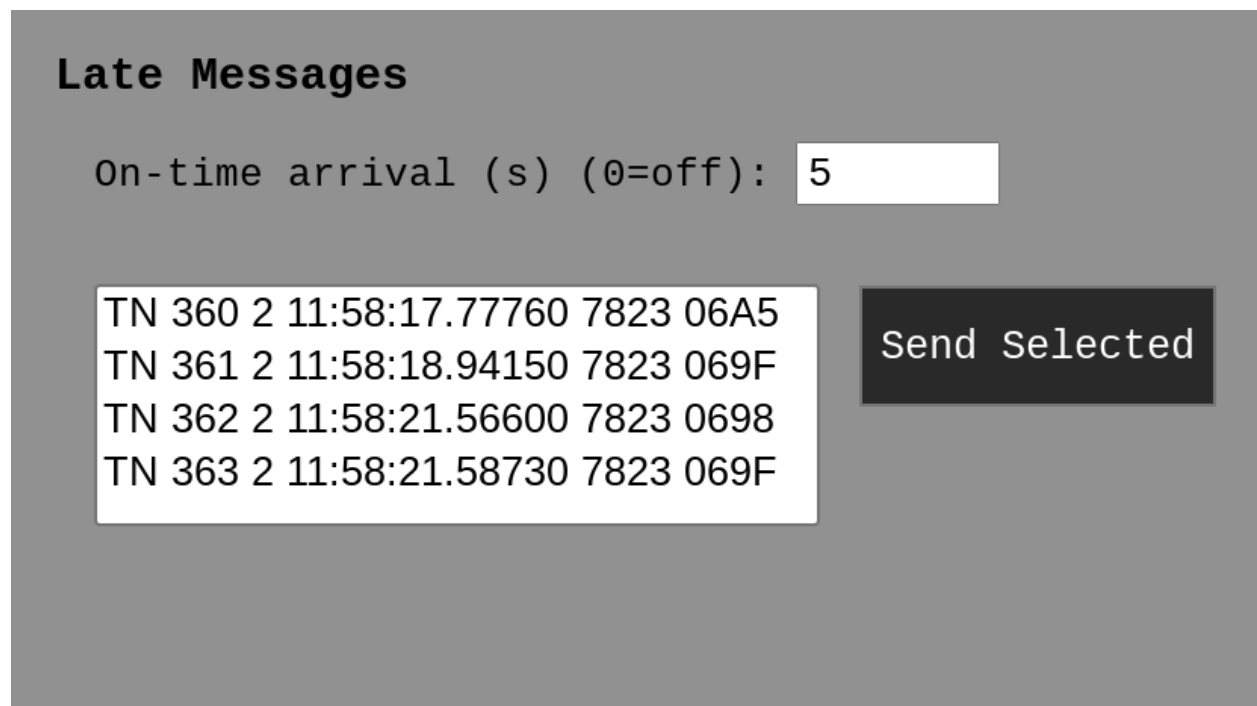 Late Messages
On-time arrival (s) (0=off): 5
TN 360 2 11:58:17.77760 7823 06A5
TN 361 2 11:58:18.94150 7823 069F
TN 362 2 11:58:21.56600 7823 0698
TN 363 2 11:58:21.58730 7823 069F
Send Selected